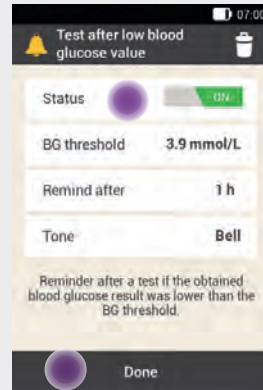 07:00
Test after low blood
glucose value
Status ON
BG threshold 3.9 mmol/L
Remind after 1 h
Tone Bell
Reminder after a test if the obtained
blood glucose result was lower than the
BG threshold.
Done